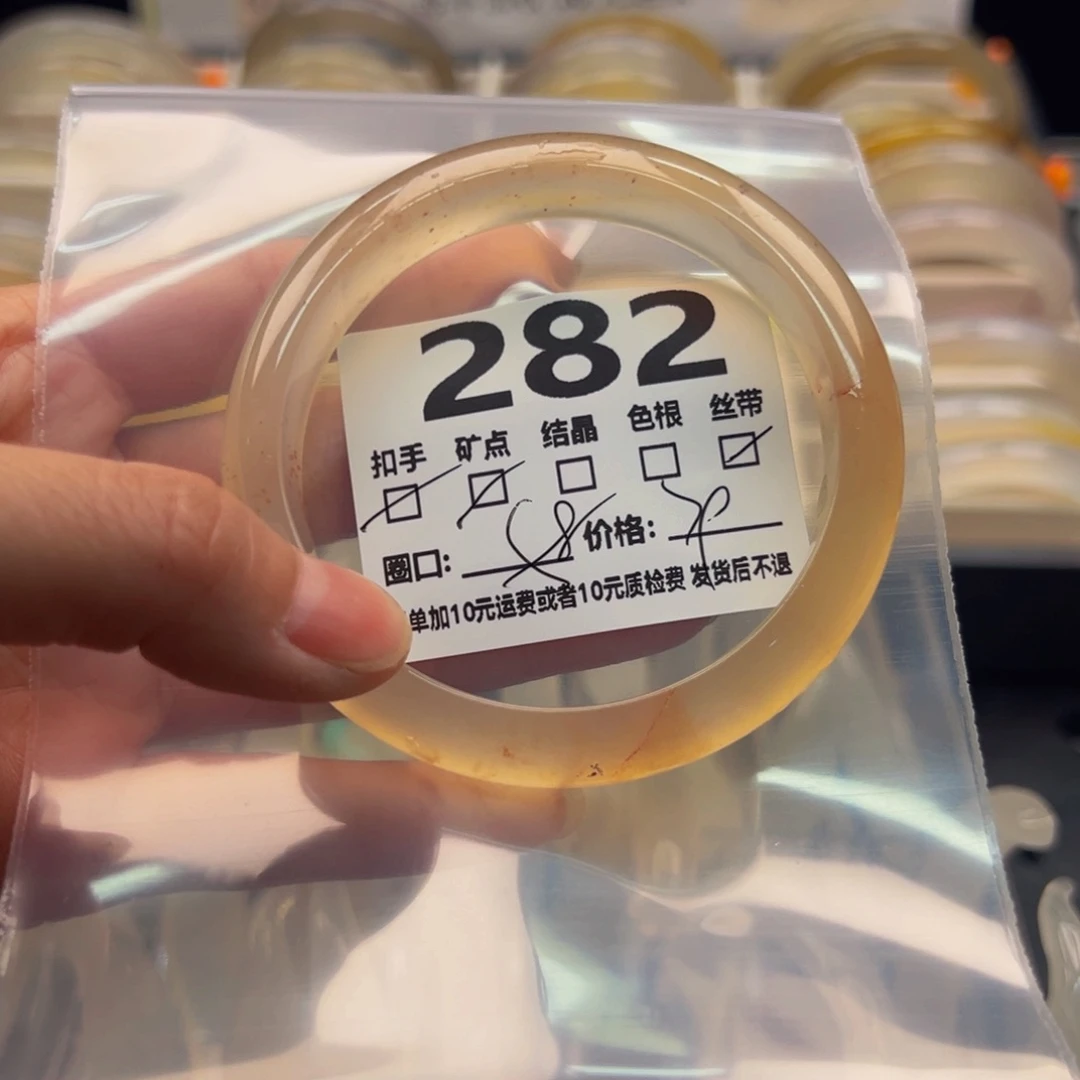 282
扣手 矿点 结晶 色根 丝带
圈口: 价格:
单加10元运费或者10元质检费 发货后不退